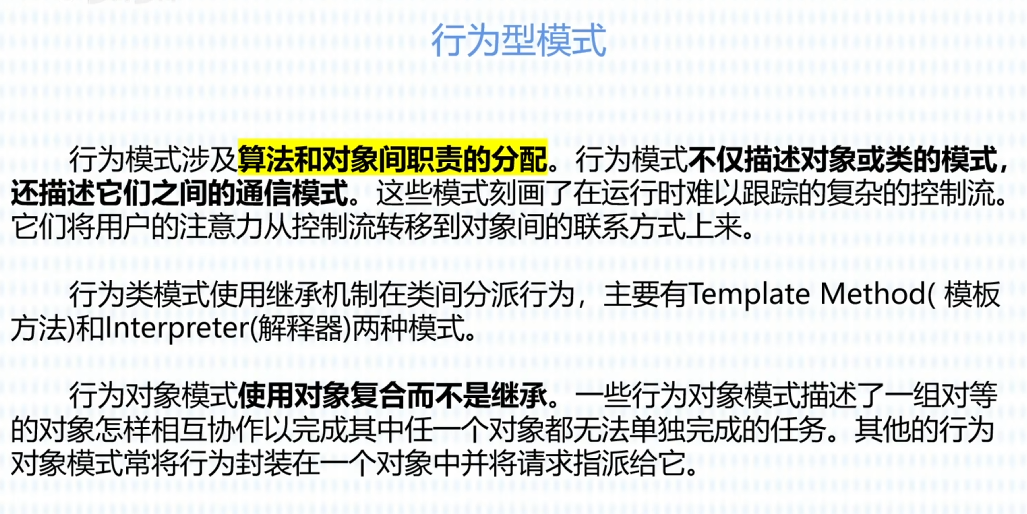 行为型模式
行为模式涉及算法和对象间职责的分配。行为模式不仅描述对象或类的模式，
还描述它们之间的通信模式。这些模式刻画了在运行时难以跟踪的复杂的控制流。
它们将用户的注意力从控制流转移到对象间的联系方式上来。
行为类模式使用继承机制在类间分派行为，主要有Template Method( 模板
方法)和Interpreter(解释器)两种模式。
行为对象模式使用对象复合而不是继承。一些行为对象模式描述了一组对等
的对象怎样相互协作以完成其中任一个对象都无法单独完成的任务。其他的行为
对象模式常将行为封装在一个对象中并将请求指派给它。